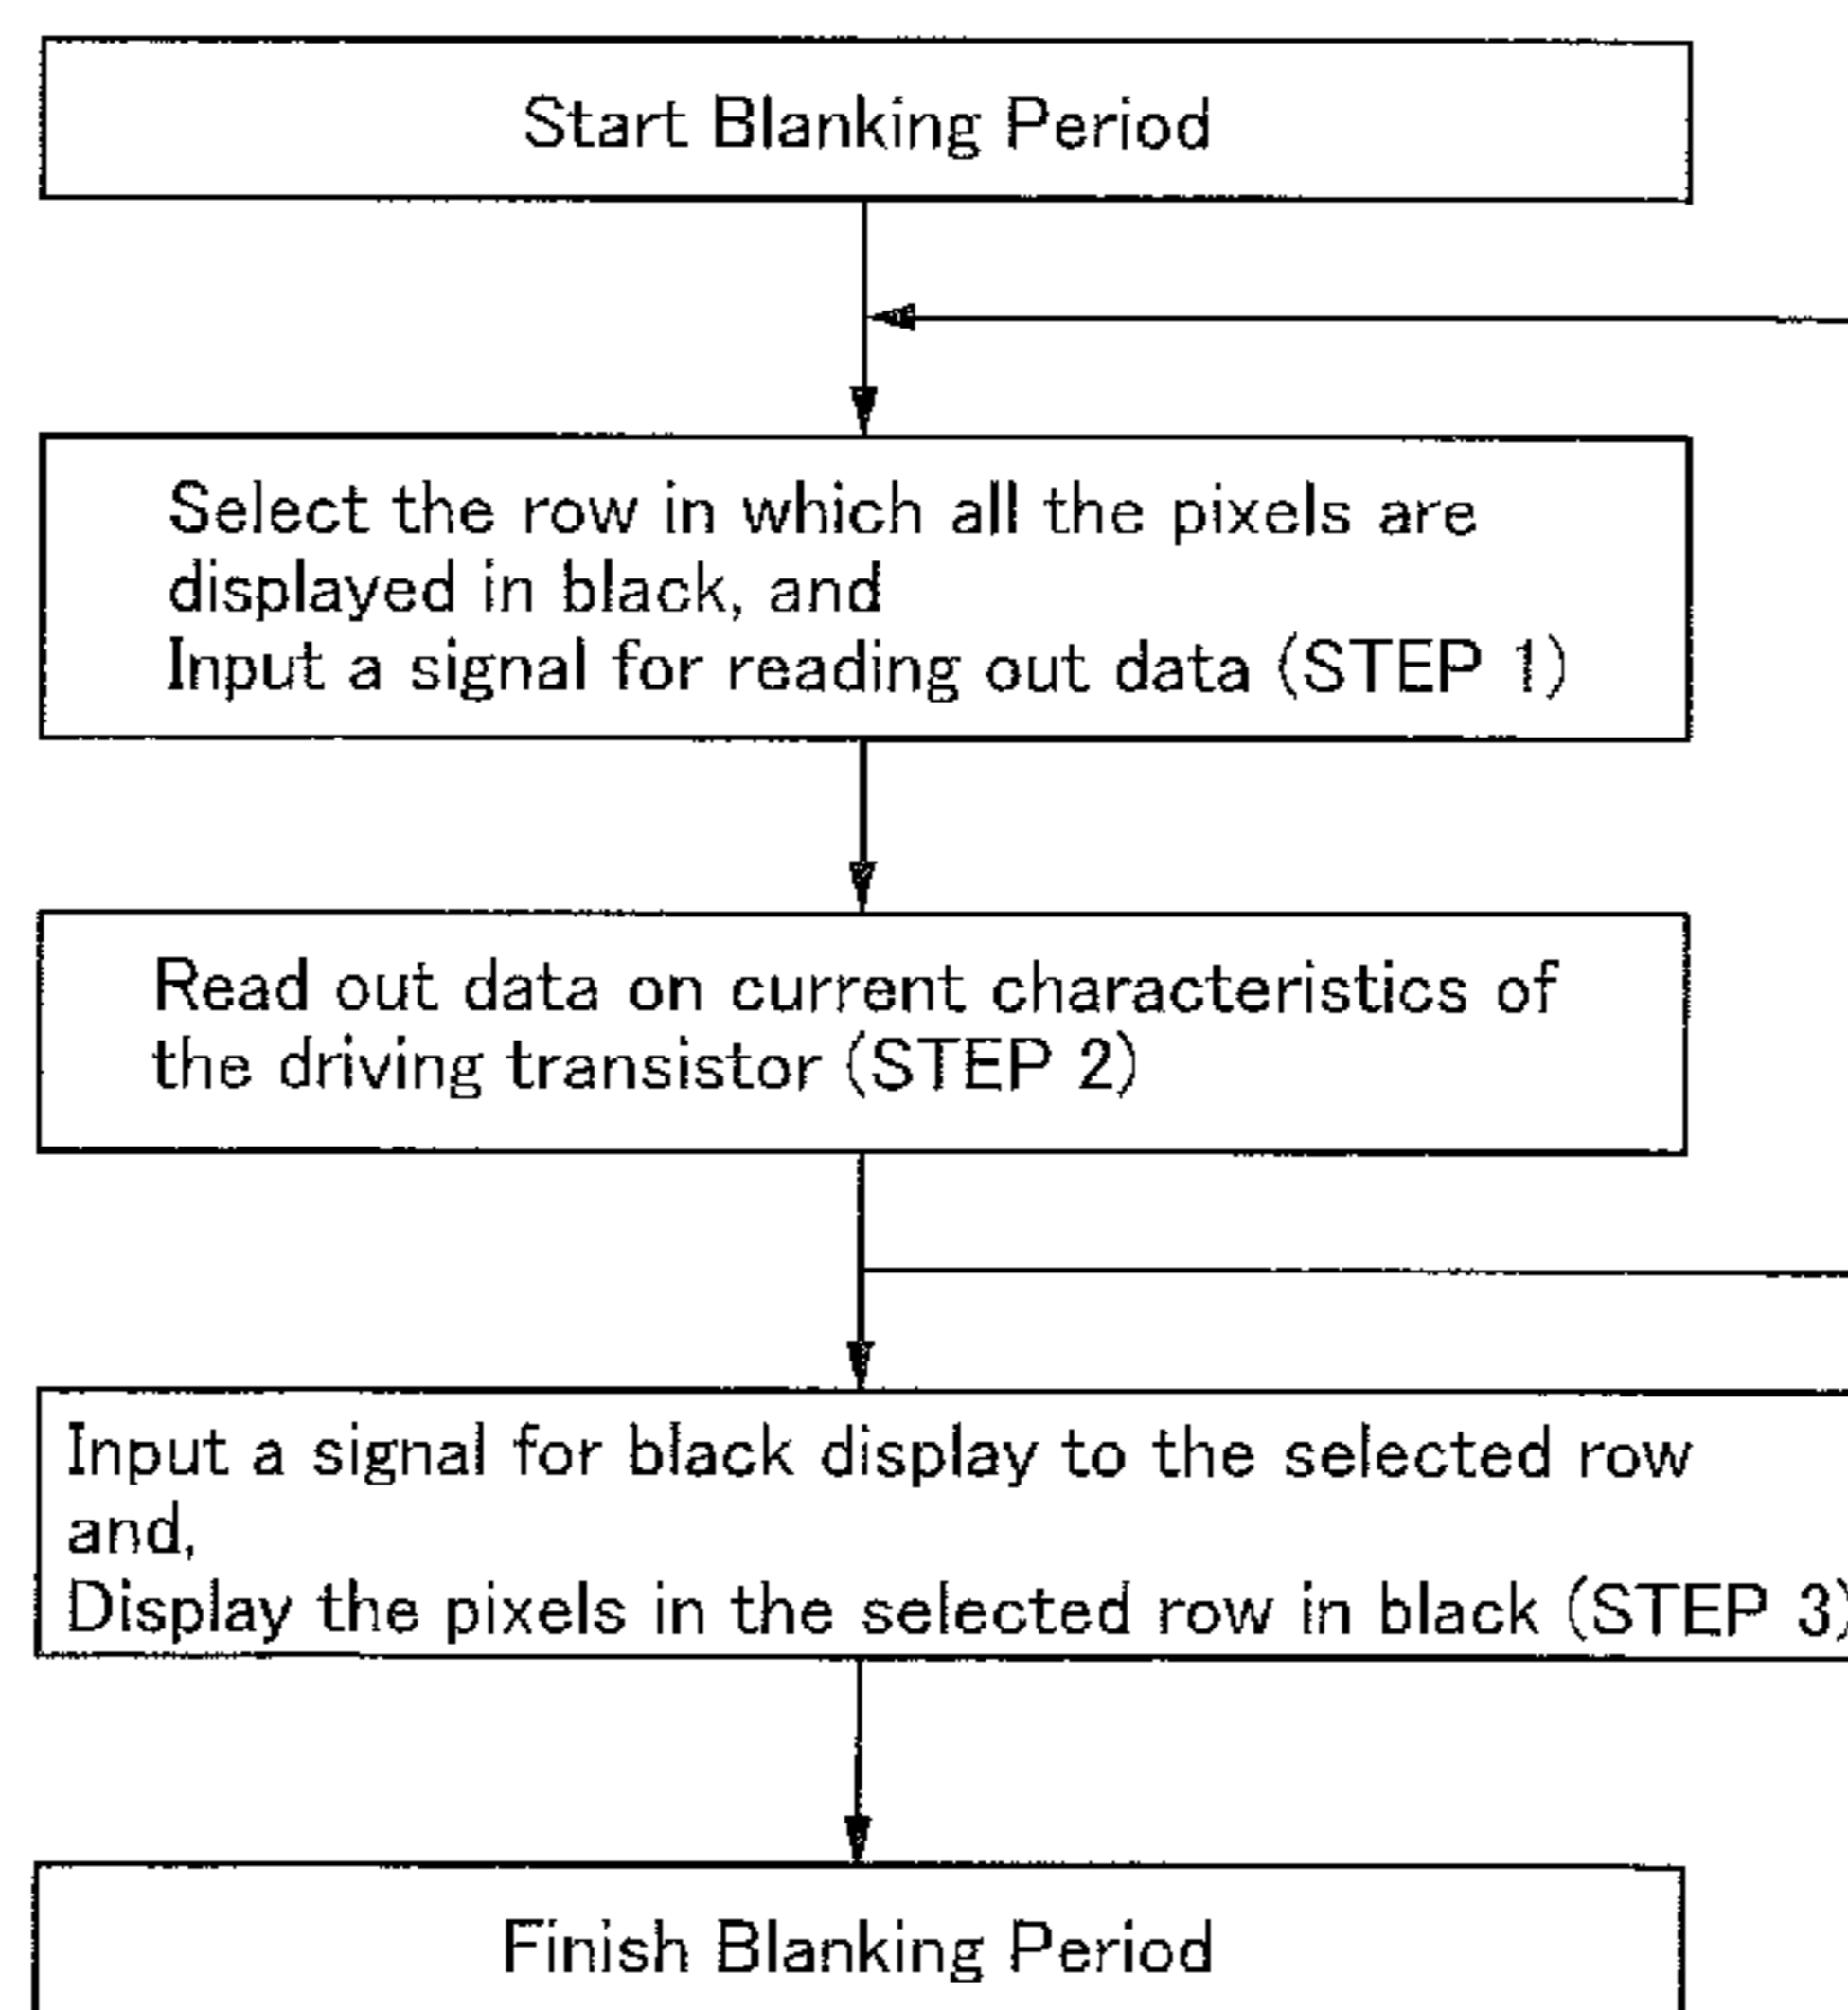 Start Blanking Period
Select the row in which all the pixels are
displayed in black, and
Input a signal for reading out data (STEP 1)
Read out data on current characteristics of
the driving transistor (STEP 2)
Input a signal for black display to the selected row
and,
Display the pixels in the selected row in black (STEP 3)
Finish Blanking Period